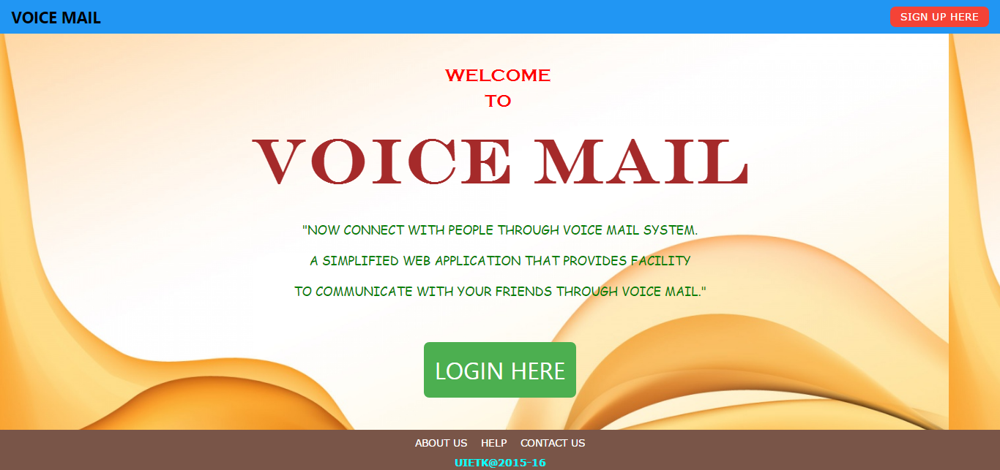 VOICE MAIL
SIGN UP HERE
WELCOME
TO
VOICE MAIL
"NOW CONNECT WITH PEOPLE THROUGH VOICE MAIL SYSTEM.
A SIMPLIFIED WEB APPLICATION THAT PROVIDES FACILITY
TO COMMUNICATE WITH YOUR FRIENDS THROUGH VOICE MAIL."
LOGIN HERE
ABOUT US HELP CONTACT US
UIETK@2015-16